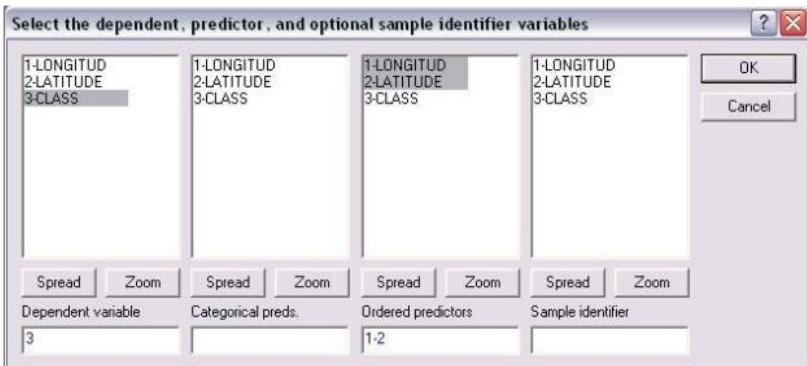 Select the dependent, predictor, and optional sample identifier variables
?
1-LONGITUD
2-LATITUDE
3-CLASS
1-LONGITUD
2-LATITUDE
3-CLASS
1-LONGITUD
2-LATITUDE
3-CLASS
1-LONGITUD
2-LATITUDE
3-CLASS
OK
Cancel
Spread
Zoom
Spread
Zoom
Spread
Zoom
Spread
Zoom
Dependent variable
Categorical preds.
Ordered predictors
Sample identifier
3
1-2